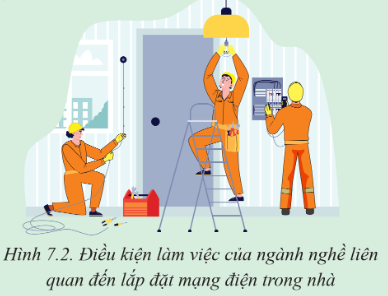 Hình 7.2. Điều kiện làm việc của ngành nghề liên
quan đến lắp đặt mạng điện trong nhà